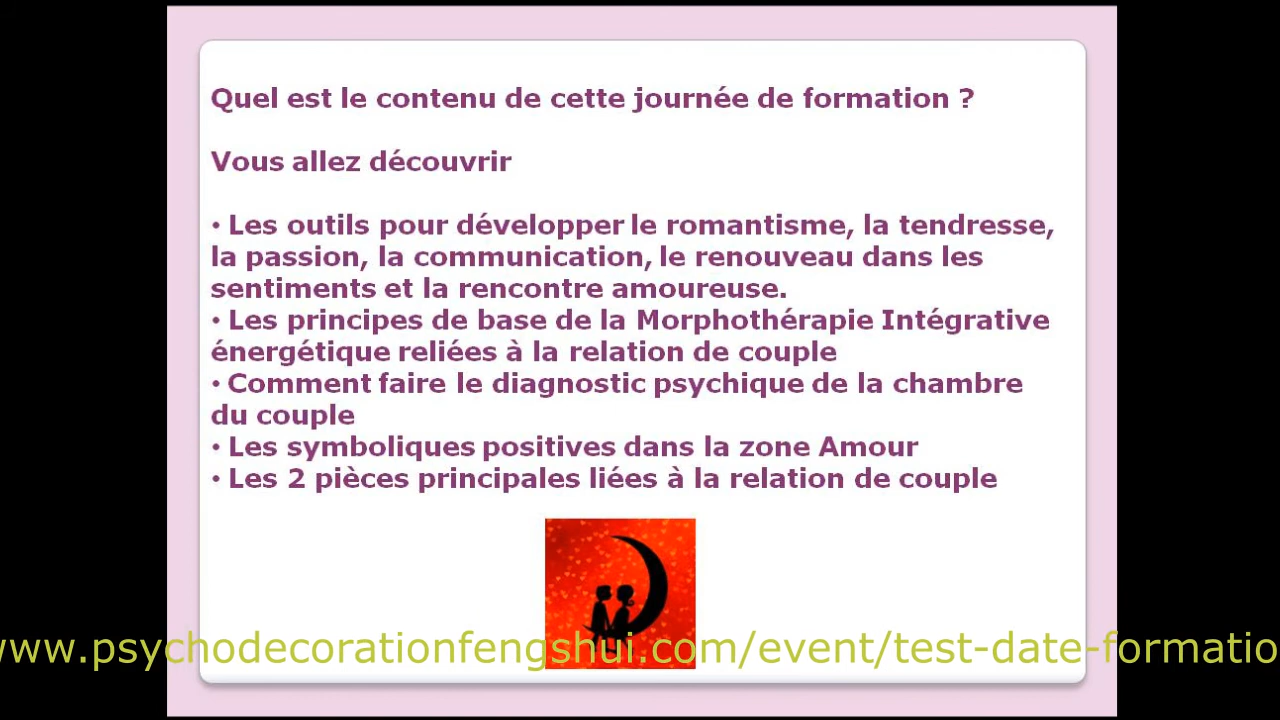 Quel est le contenu de cette journée de formation ?
Vous allez découvrir
• Les outils pour développer le romantisme, la tendresse,
la passion, la communication, le renouveau dans les
sentiments et la rencontre amoureuse.
• Les principes de base de la Morphothérapie Intégrative
énergétique reliées à la relation de couple
• Comment faire le diagnostic psychique de la chambre
du couple
• Les symboliques positives dans la zone Amour
• Les 2 pièces principales liées à la relation de couple
www.psychodecorationfengshui.com/event/test-date-formatio